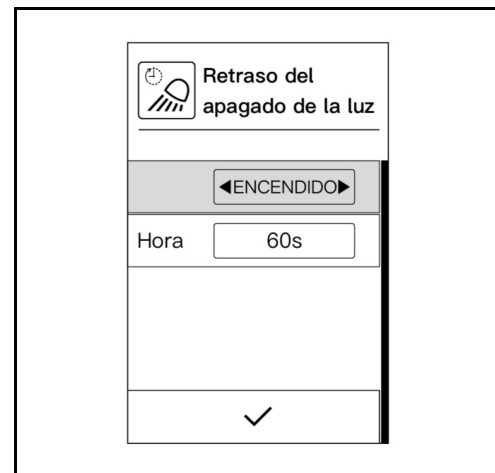 Retraso del
apagado de la luz
◀ENCENDIDO▶
Hora 60s